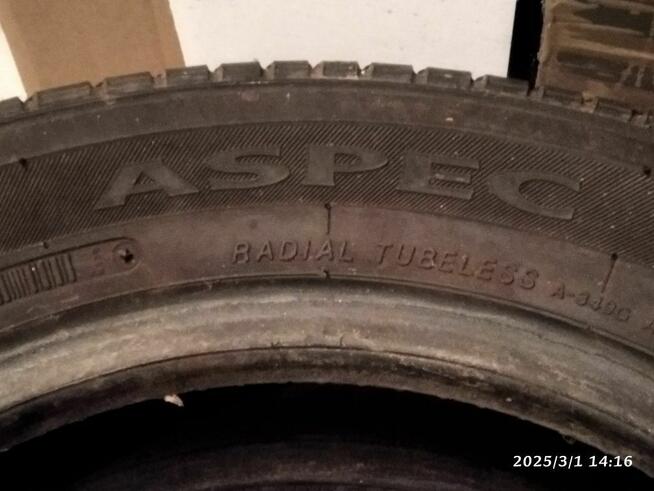 ASPEC
RADIAL TUBELESS
2025/3/1 14:16